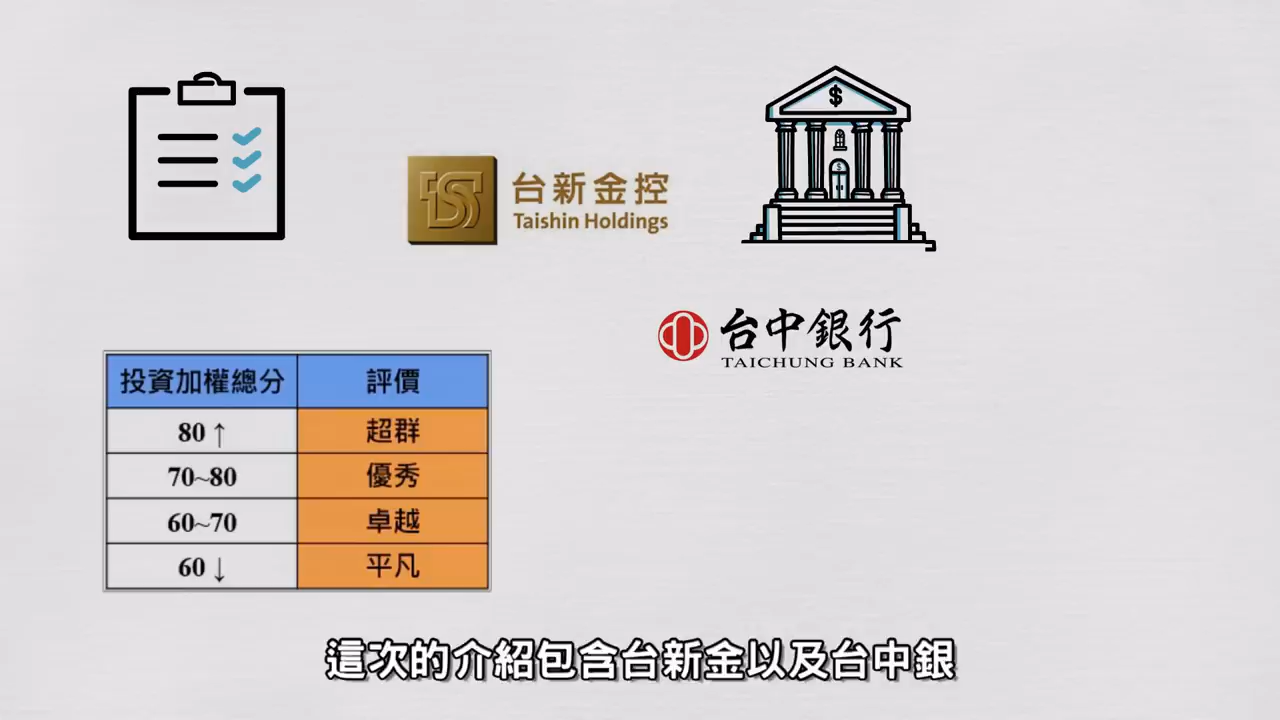 $
台新金控
Taishin Holdings
台中銀行
TAICHUNG BANK
投資加權總分 評價
80↑ 超群
70~80 優秀
60~70 卓越
60↓ 平凡
這次的介紹包含台新金以及台中銀